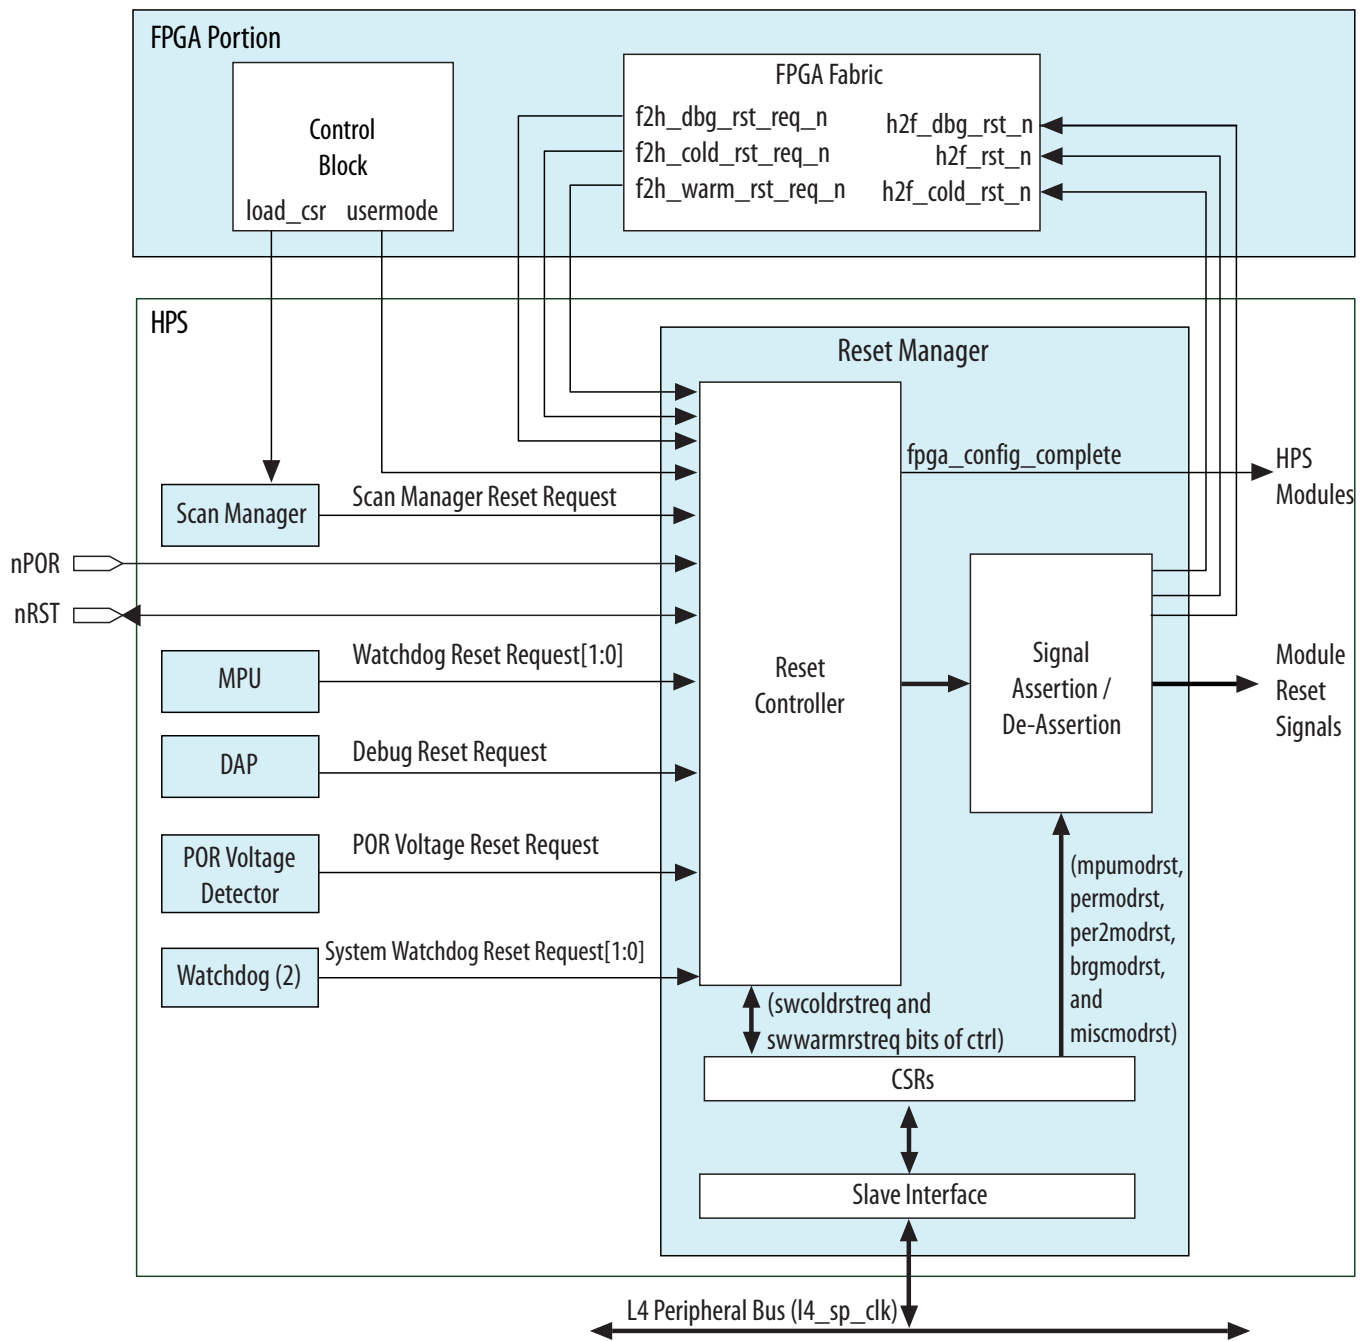 FPGA Portion
Control
Block
load_csr usermode
FPGA Fabric
f2h_dbg_rst_req_n
f2h_cold_rst_req_n
f2h_warm_rst_req_n
h2f_dbg_rst_n
h2f_rst_n
h2f_cold_rst_n
HPS
Reset Manager
fpga_config_complete
HPS
Modules
Scan Manager
Scan Manager Reset Request
nPOR
nRST
MPU
Watchdog Reset Request[1:0]
Reset
Controller
Signal
Assertion /
De-Assertion
Module
Reset
Signals
DAP
Debug Reset Request
POR Voltage
Detector
POR Voltage Reset Request
Watchdog (2)
System Watchdog Reset Request[1:0]
(mpumodrst,
permodrst,
per2modrst,
brgmodrst,
and
miscmodrst)
(swcoldrstreq and
swwarmrstreq bits of ctrl)
CSRs
Slave Interface
L4 Peripheral Bus (l4_sp_clk)